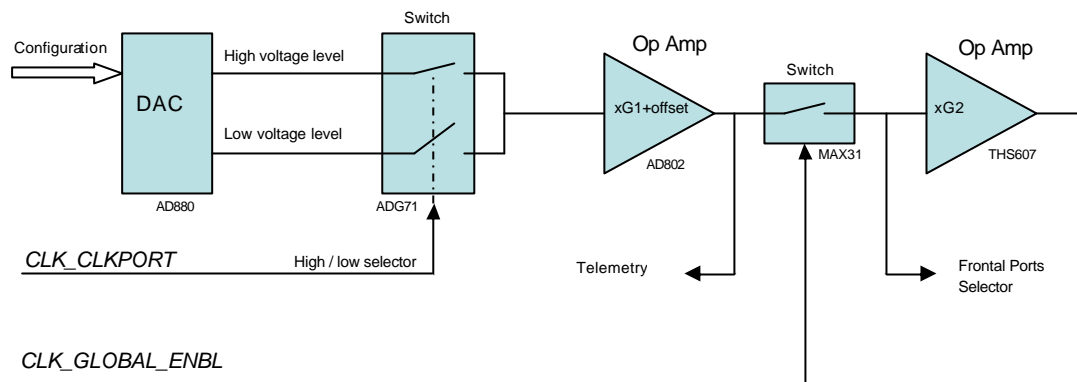 Switch
Configuration
High voltage level
DAC
Low voltage level
AD880
ADG71
Op Amp
xG1+offset
AD802
Switch
MAX31
Op Amp
xG2
THS607
CLK_CLKPORT
High / low selector
Telemetry
Frontal Ports
Selector
CLK_GLOBAL_ENBL